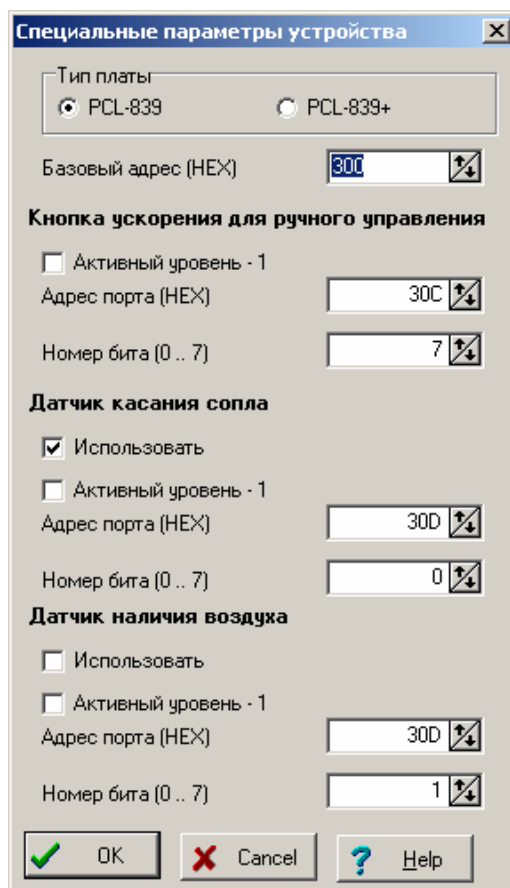 Специальные параметры устройства
Тип платы
PCL-839 PCL-839+
Базовый адрес (HEX) 300
Кнопка ускорения для ручного управления
Активный уровень - 1
Адрес порта (HEX) 30C
Номер бита (0 .. 7) 7
Датчик касания сопла
Использовать
Активный уровень - 1
Адрес порта (HEX) 30D
Номер бита (0 .. 7) 0
Датчик наличия воздуха
Использовать
Активный уровень - 1
Адрес порта (HEX) 30D
Номер бита (0 .. 7) 1
OK Cancel Help